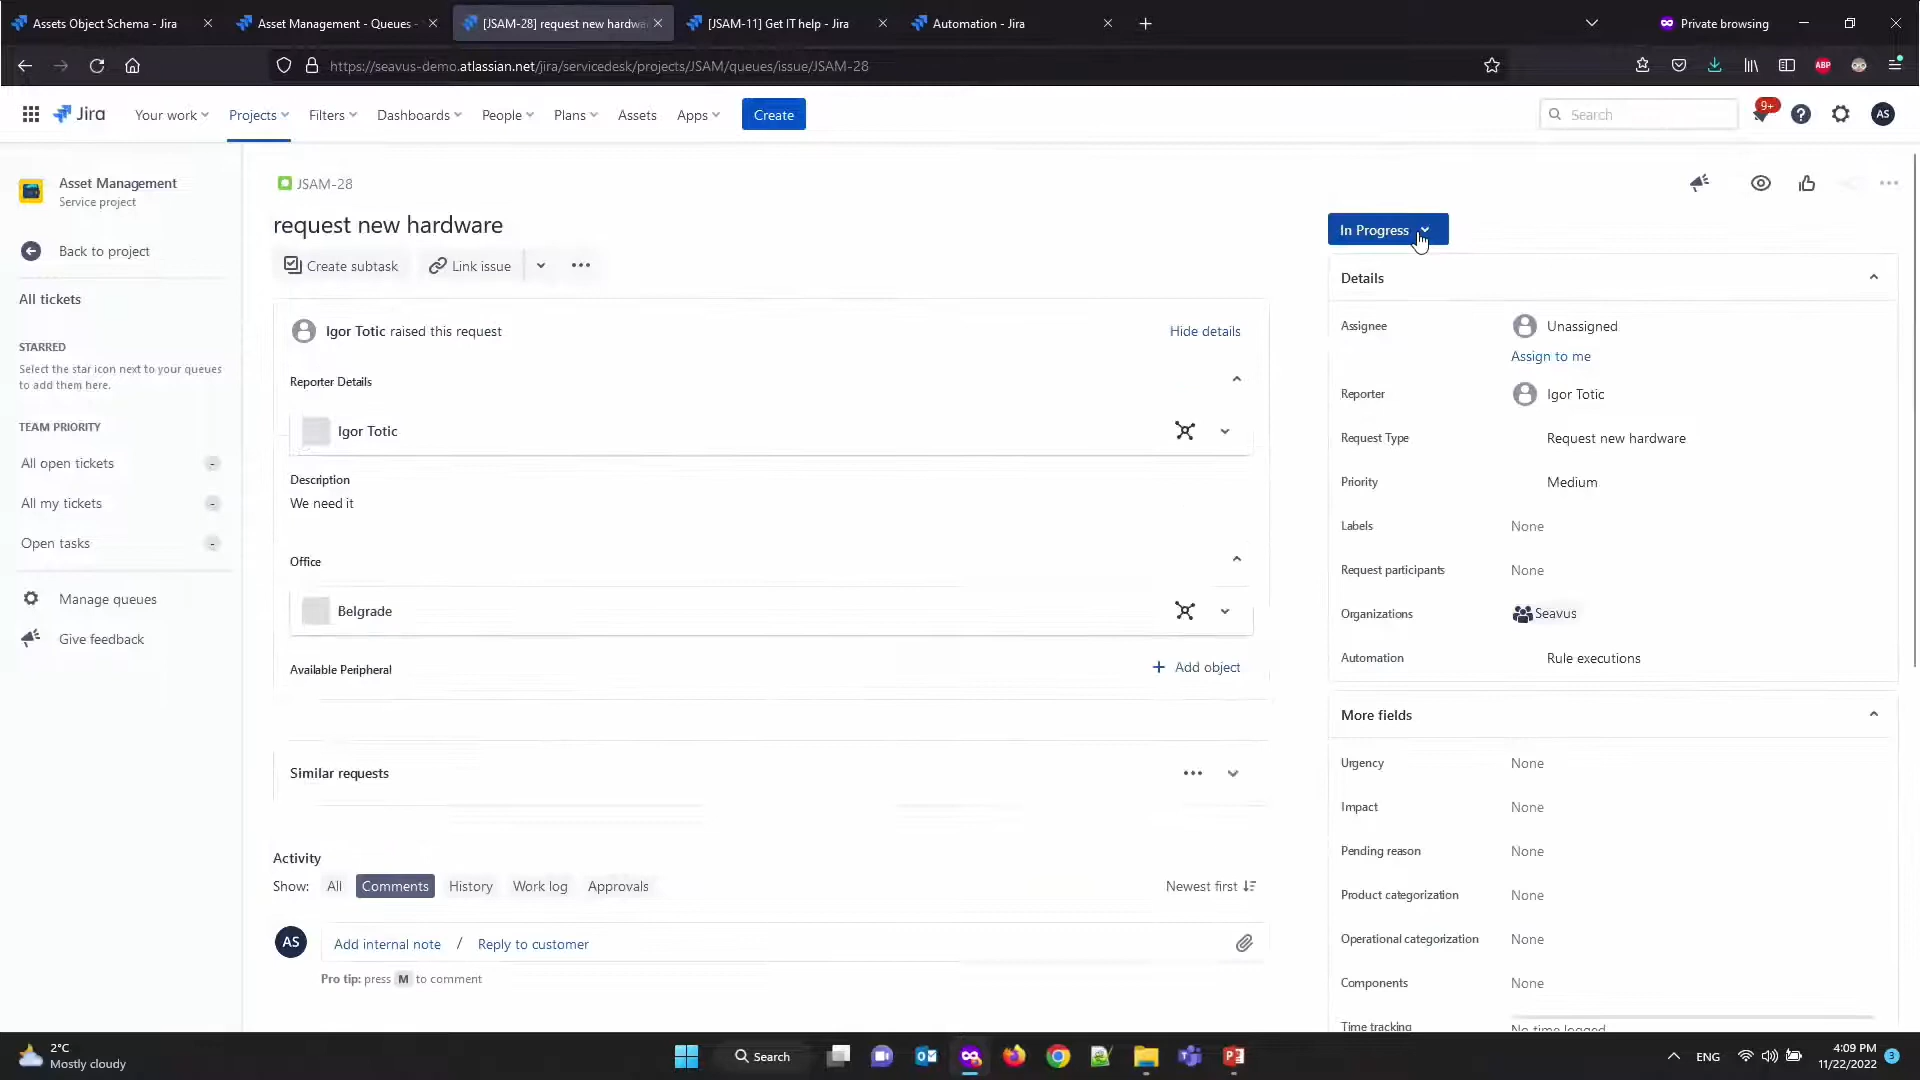 Assets Object Schema - Jira
Asset Management - Queues -
[JSAM-28] request new hardwa
[JSAM-11] Get IT help - Jira
Automation - Jira
Private browsing
https://seavus-demo.atlassian.net/jira/servicedesk/projects/JSAM/queues/issue/JSAM-28
ABP
Jira
Your work
Projects
Filters
Dashboards
People
Plans
Assets
Apps
Create
Search
9+
AS
Asset Management
Service project
Back to project
All tickets
STARRED
Select the star icon next to your queues
to add them here.
TEAM PRIORITY
All open tickets -
All my tickets -
Open tasks -
Manage queues
Give feedback
JSAM-28
request new hardware
Create subtask
Link issue
Igor Totic raised this request
Hide details
Reporter Details
Igor Totic
Description
We need it
Office
Belgrade
Available Peripheral
+ Add object
Similar requests
Activity
Show: All Comments History Work log Approvals
Newest first
AS
Add internal note / Reply to customer
Pro tip: press M to comment
In Progress
Details
Assignee Unassigned
Assign to me
Reporter Igor Totic
Request Type Request new hardware
Priority Medium
Labels None
Request participants None
Organizations Seavus
Automation Rule executions
More fields
Urgency None
Impact None
Pending reason None
Product categorization None
Operational categorization None
Components None
Time tracking No time logged
2°C
Mostly cloudy
Search
ENG
4:09 PM
11/22/2022
3